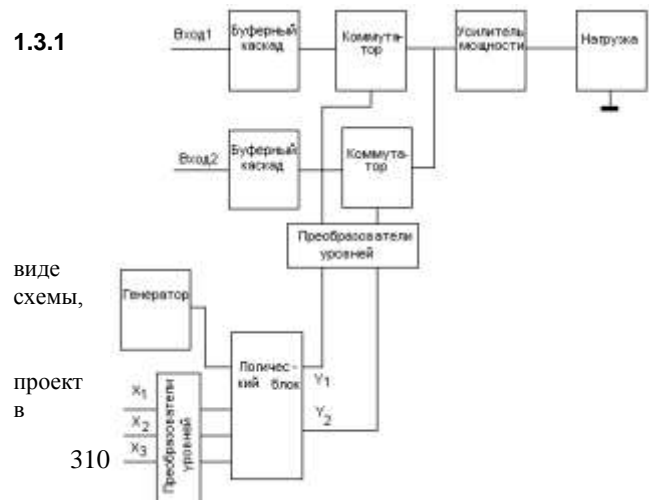 1.3.1
Вход1
Буферный
каскад
Коммута-
тор
Усилитель
мощности
Нагрузка
Вход2
Буферный
каскад
Коммута-
тор
Преобразователи
уровней
виде
схемы,
Генератор
Логичес-
кий блок
Y1
Y2
проект
в
310
X1
X2
X3
Преобразователи
уровней